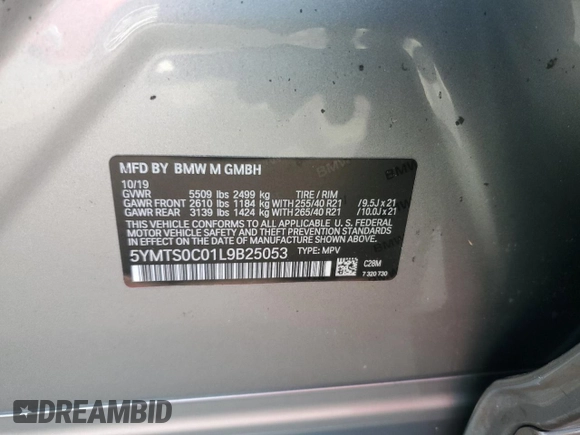 MFD BY BMW M GMBH
10/19
GVWR 5509 lbs 2499 kg TIRE / RIM
GAWR FRONT 2610 lbs 1184 kg WITH 255/40 R21 /9.5J x 21
GAWR REAR 3139 lbs 1424 kg WITH 265/40 R21 /10.0J x 21
THIS VEHICLE CONFORMS TO ALL APPLICABLE U. S. FEDERAL
MOTOR VEHICLE SAFETY, BUMPER, AND THEFT PREVENTION
STANDARDS IN EFFECT ON THE DATE OF MANUFACTURE SHOWN ABOVE.
5YMTS0C01L9B25053 TYPE: MPV
C28M
7 320 730
DREAMBID